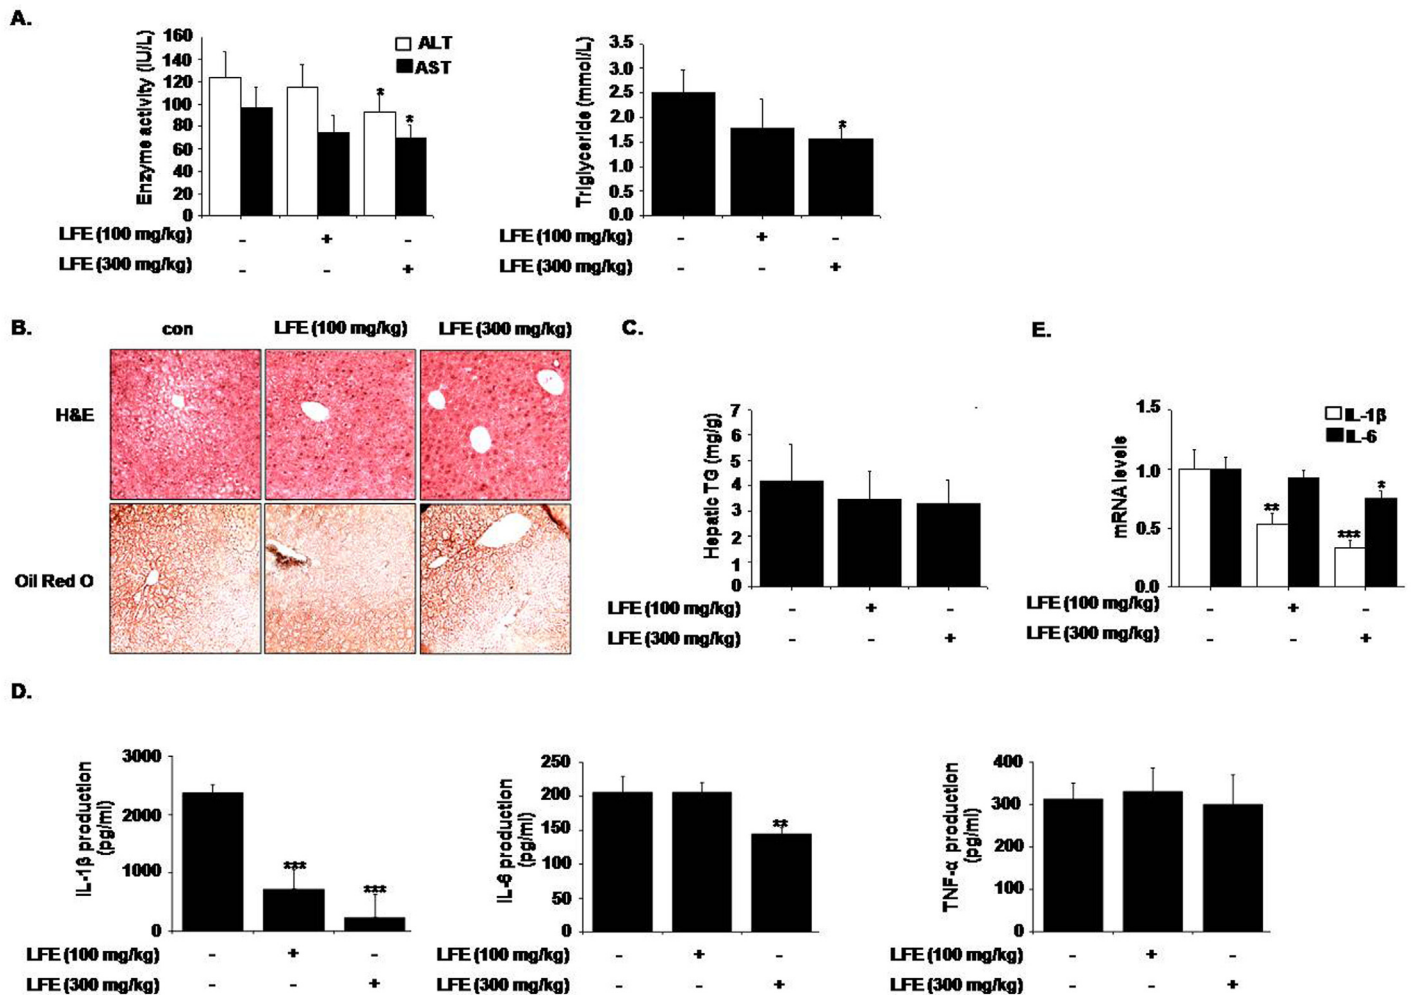 A.
Enzyme activity (IU/L)
160
140
120
100
80
60
40
20
0
ALT
AST
*
*
LFE (100 mg/kg) - + -
LFE (300 mg/kg) - - +
Triglyceride (mmol/L)
3.5
3.0
2.5
2.0
1.5
1.0
0.5
0.0
*
LFE (100 mg/kg) - + -
LFE (300 mg/kg) - - +
B.
con LFE (100 mg/kg) LFE (300 mg/kg)
H&E
Oil Red O
C.
Hepatic TG (mg/g)
7
6
5
4
3
2
1
0
LFE (100 mg/kg) - + -
LFE (300 mg/kg) - - +
E.
mRNA levels
1.5
1.0
0.5
0.0
IL-1β
IL-6
**
***
*
LFE (100 mg/kg) - + -
LFE (300 mg/kg) - - +
D.
IL-1β production
(pg/ml)
3000
2000
1000
0
***
***
LFE (100 mg/kg) - + -
LFE (300 mg/kg) - - +
IL-6 production
(pg/ml)
250
200
150
100
50
0
**
LFE (100 mg/kg) - + -
LFE (300 mg/kg) - - +
TNF-α production
(pg/ml)
400
300
200
100
0
LFE (100 mg/kg) - + -
LFE (300 mg/kg) - - +